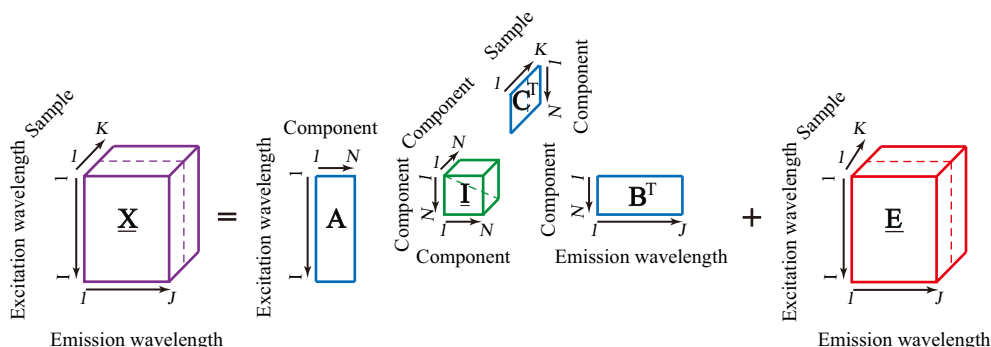 Sample
K
1
Excitation wavelength
1
I
X
1
J
Emission wavelength
=
Component
1
N
Excitation wavelength
1
I
A
Sample
K
1
C^T
1
N
Component
Component
N
1
Component
1
N
I
1
N
Component
1
N
B^T
1
J
Emission wavelength
+
Sample
K
1
Excitation wavelength
1
I
E
1
J
Emission wavelength